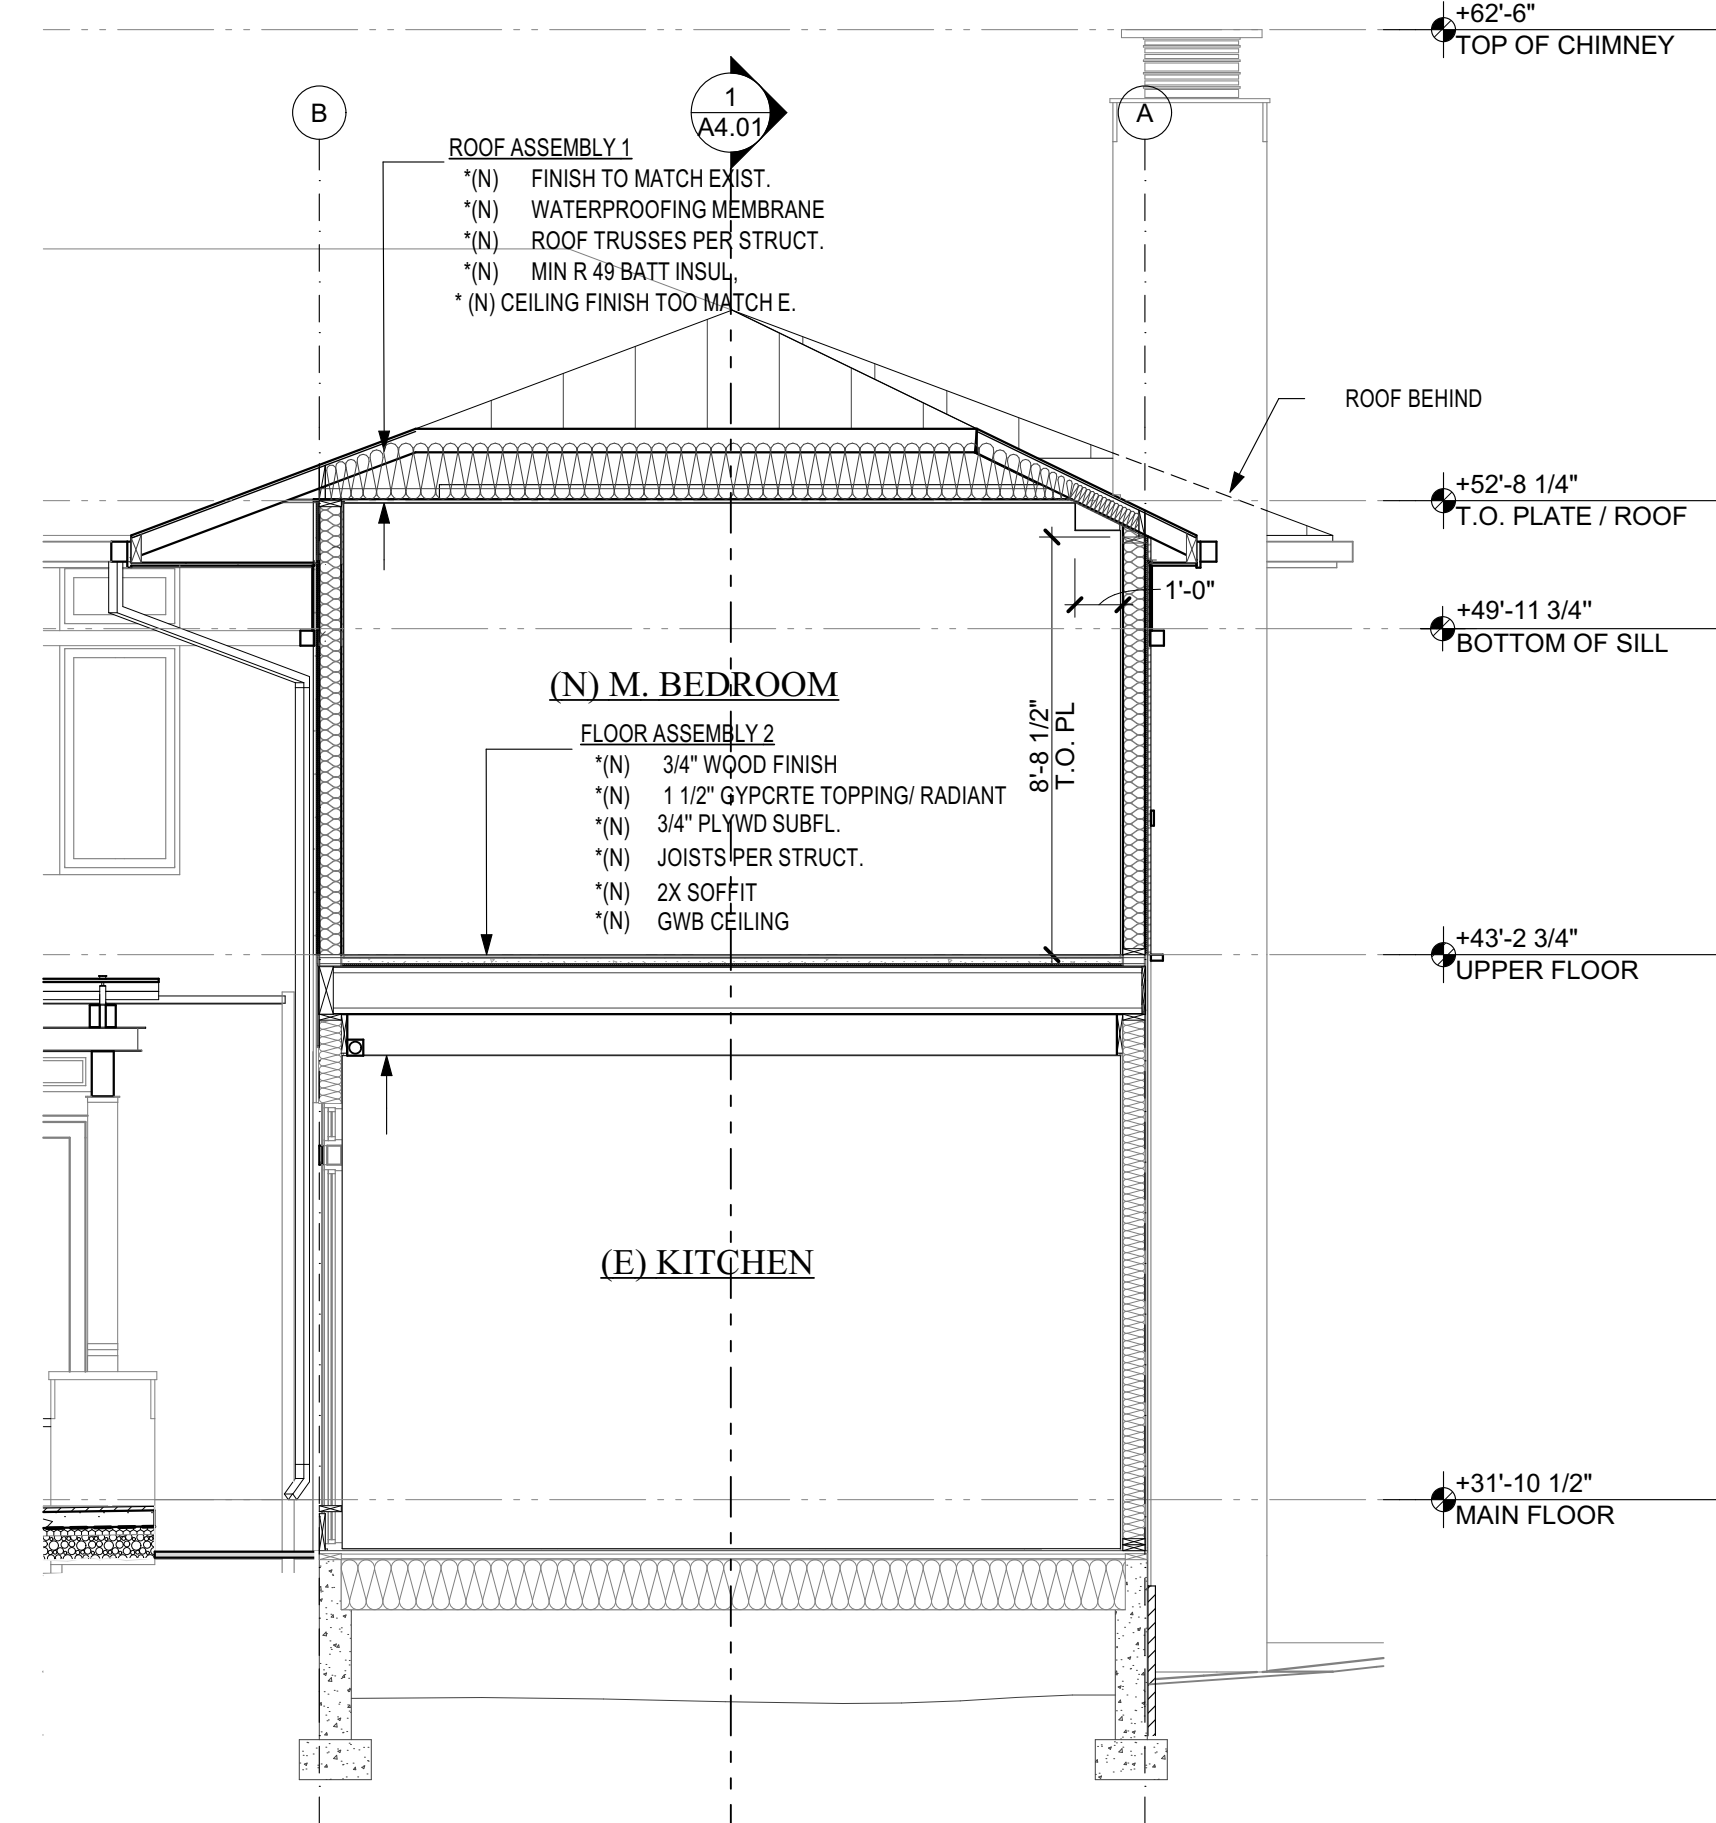 +62'-6"
TOP OF CHIMNEY
B
1
A4.01
A
ROOF ASSEMBLY 1
*(N) FINISH TO MATCH EXIST.
*(N) WATERPROOFING MEMBRANE
*(N) ROOF TRUSSES PER STRUCT.
*(N) MIN R 49 BATT INSUL,
* (N) CEILING FINISH TOO MATCH E.
ROOF BEHIND
+52'-8 1/4"
T.O. PLATE / ROOF
1'-0"
+49'-11 3/4"
BOTTOM OF SILL
(N) M. BEDROOM
8'-8 1/2"
T.O. PL
FLOOR ASSEMBLY 2
*(N) 3/4" WOOD FINISH
*(N) 1 1/2" GYPCRTE TOPPING/ RADIANT
*(N) 3/4" PLYWD SUBFL.
*(N) JOISTS PER STRUCT.
*(N) 2X SOFFIT
*(N) GWB CEILING
+43'-2 3/4"
UPPER FLOOR
(E) KITCHEN
+31'-10 1/2"
MAIN FLOOR